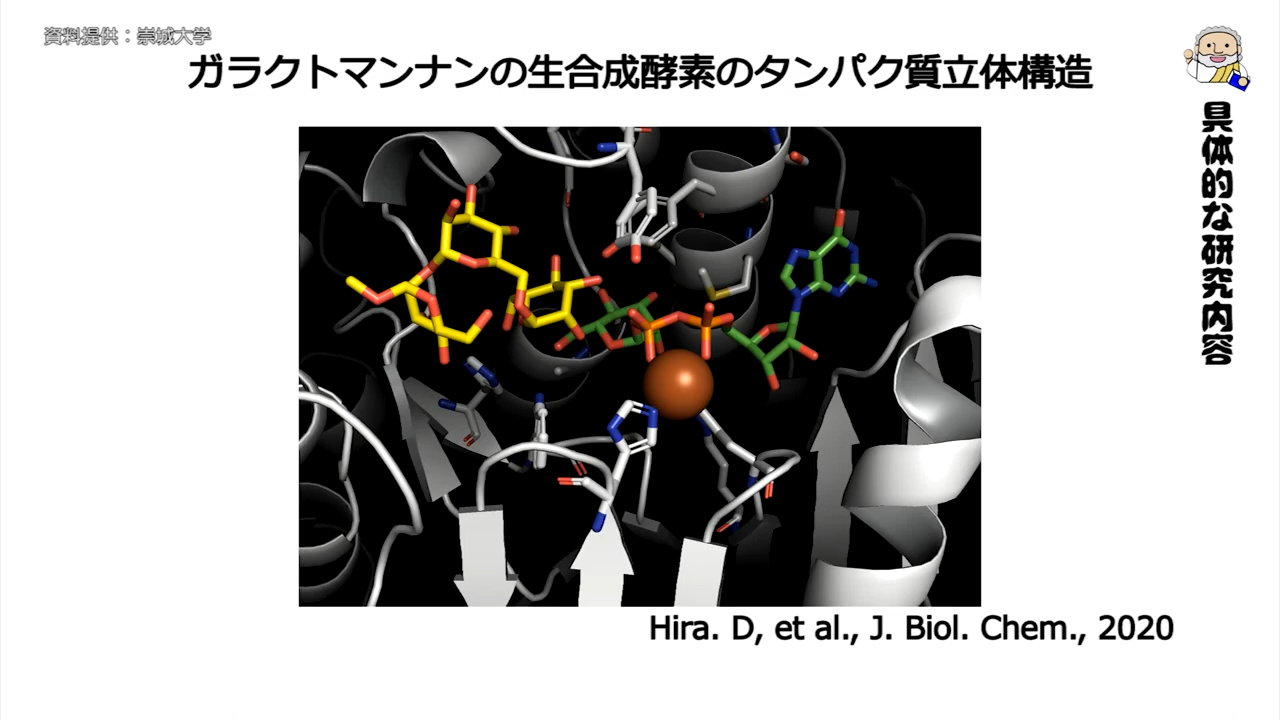 資料提供：崇城大学
ガラクトマンナンの生合成酵素のタンパク質立体構造
具体的な研究内容
Hira. D, et al., J. Biol. Chem., 2020